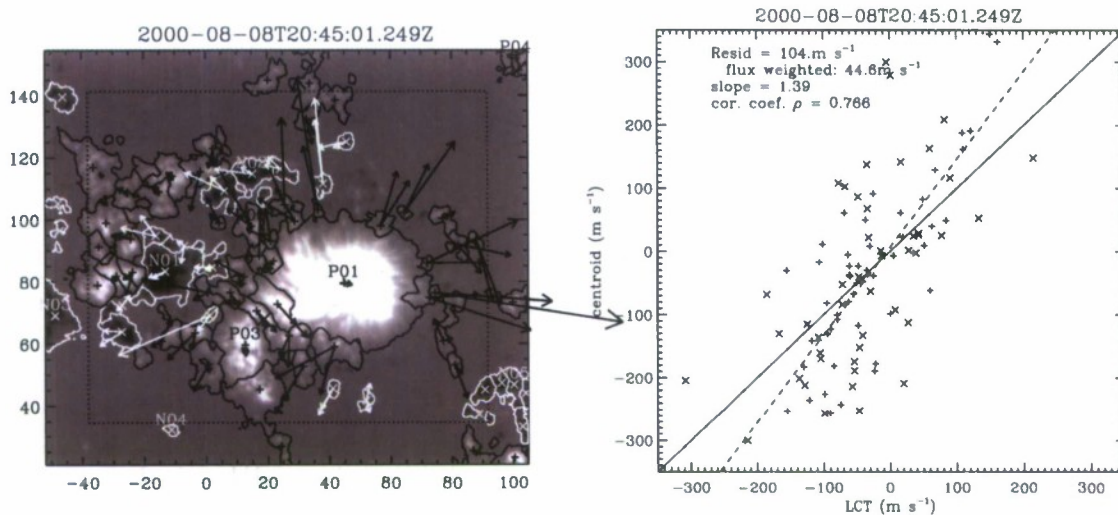 2000-08-08T20:45:01.249Z
P04
140
120
100
80
60
40
P01
P03
N04
−40 −20 0 20 40 60 80 100
2000-08-08T20:45:01.249Z
Resid = 104.m s⁻¹
flux weighted: 44.6m s⁻¹
slope = 1.39
cor. coef. ρ = 0.766
centroid (m s⁻¹)
300
200
100
0
−100
−200
−300
−300 −200 −100 0 100 200 300
LCT (m s⁻¹)